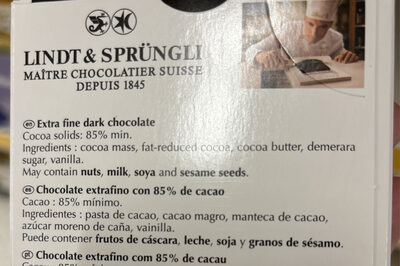 LINDT & SPRÜNGLI
MAÎTRE CHOCOLATIER SUISSE
DEPUIS 1845
Extra fine dark chocolate
Cocoa solids: 85% min.
Ingredients : cocoa mass, fat-reduced cocoa, cocoa butter, demerara
sugar, vanilla.
May contain nuts, milk, soya and sesame seeds.
Chocolate extrafino con 85% de cacao
Cacao : 85% mínimo.
Ingredientes : pasta de cacao, cacao magro, manteca de cacao,
azúcar moreno de caña, vainilla.
Puede contener frutos de cáscara, leche, soja y granos de sésamo.
Chocolate extrafino com 85% de cacau